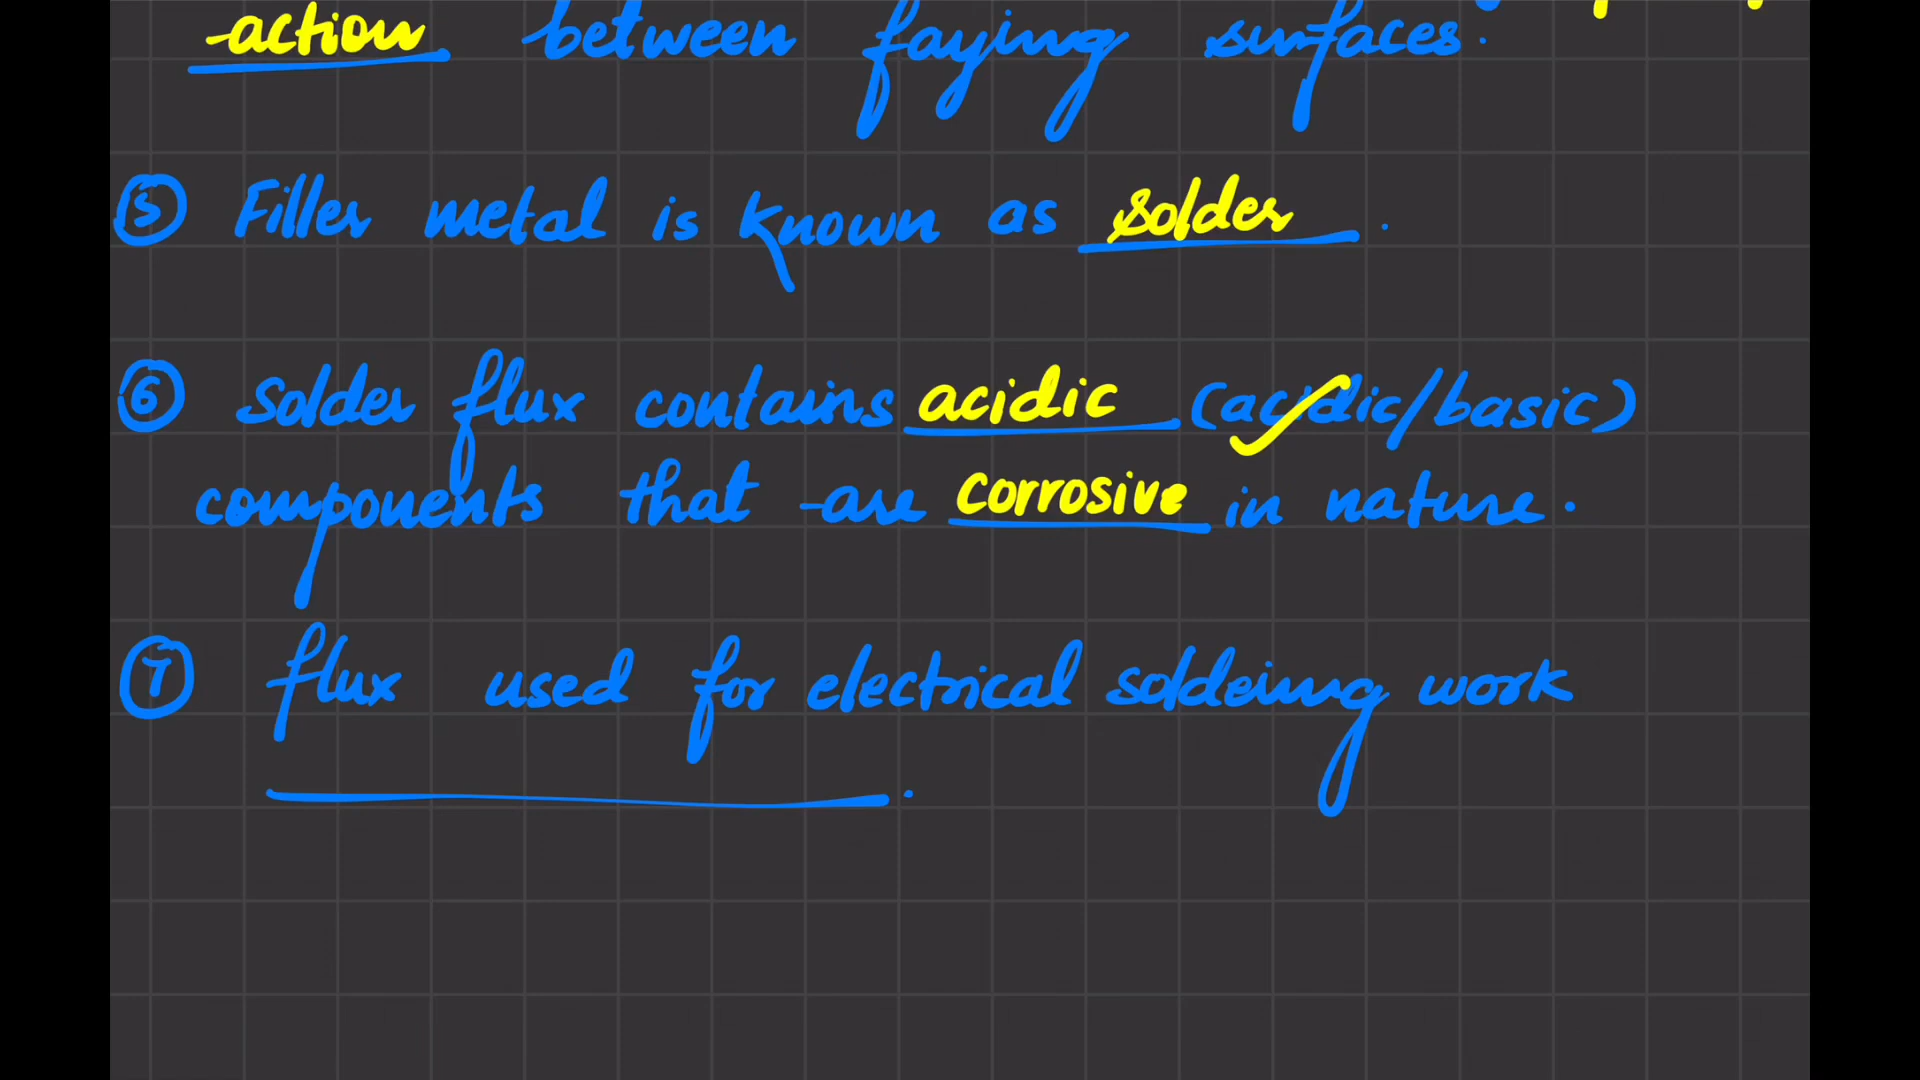 action between faying surfaces.
⑤ Filler metal is known as solder.
⑥ Solder flux contains acidic (acidic/basic)
components that are corrosive in nature.
⑦ flux used for electrical soldeing work